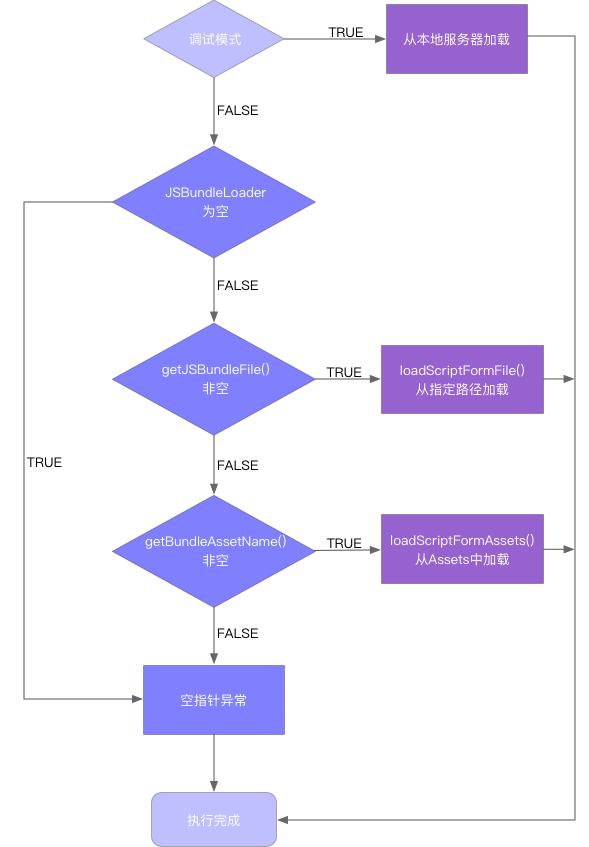 调试模式
TRUE
从本地服务器加载
FALSE
JSBundleLoader
为空
FALSE
getJSBundleFile()
非空
TRUE
loadScriptFormFile()
从指定路径加载
TRUE
FALSE
getBundleAssetName()
非空
TRUE
loadScriptFormAssets()
从Assets中加载
FALSE
空指针异常
执行完成